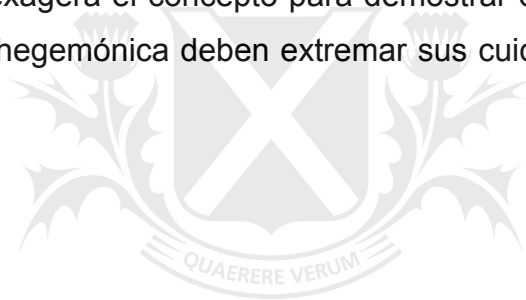 exagera el concepto para demostrar
hegemónica deben extremar sus
QUAERERE VERUM